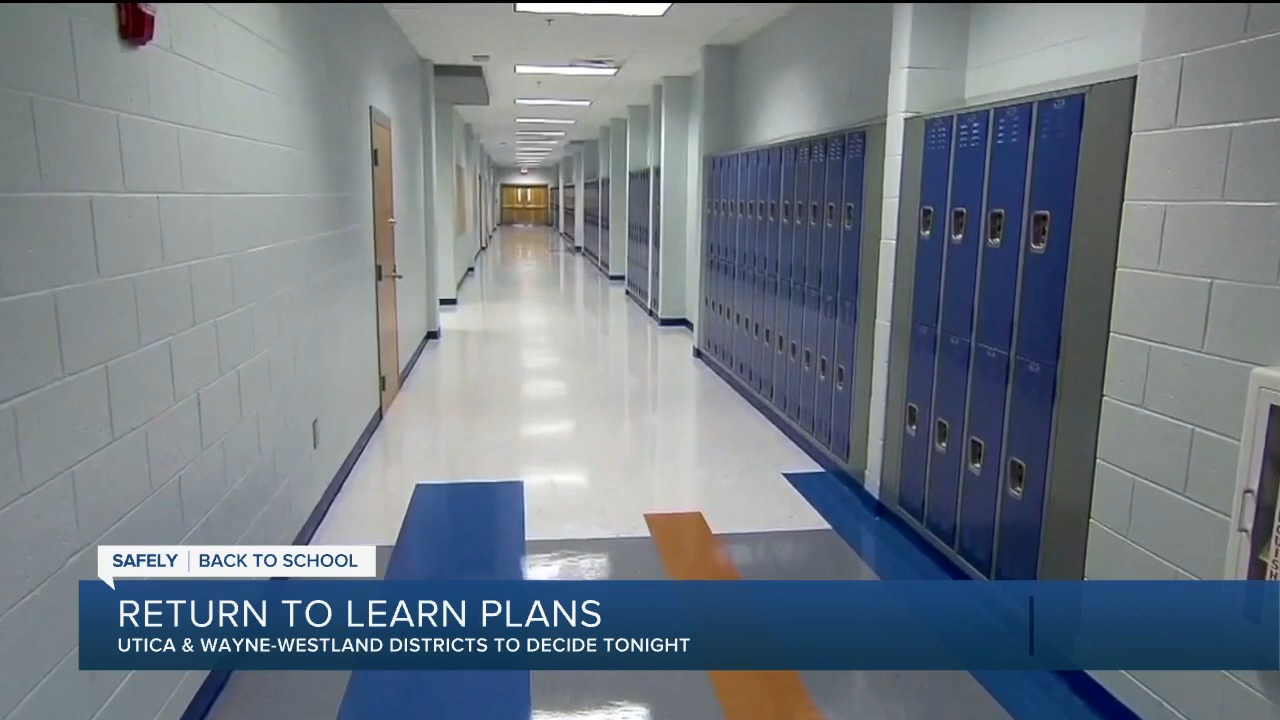 SAFELY | BACK TO SCHOOL
RETURN TO LEARN PLANS
UTICA & WAYNE-WESTLAND DISTRICTS TO DECIDE TONIGHT